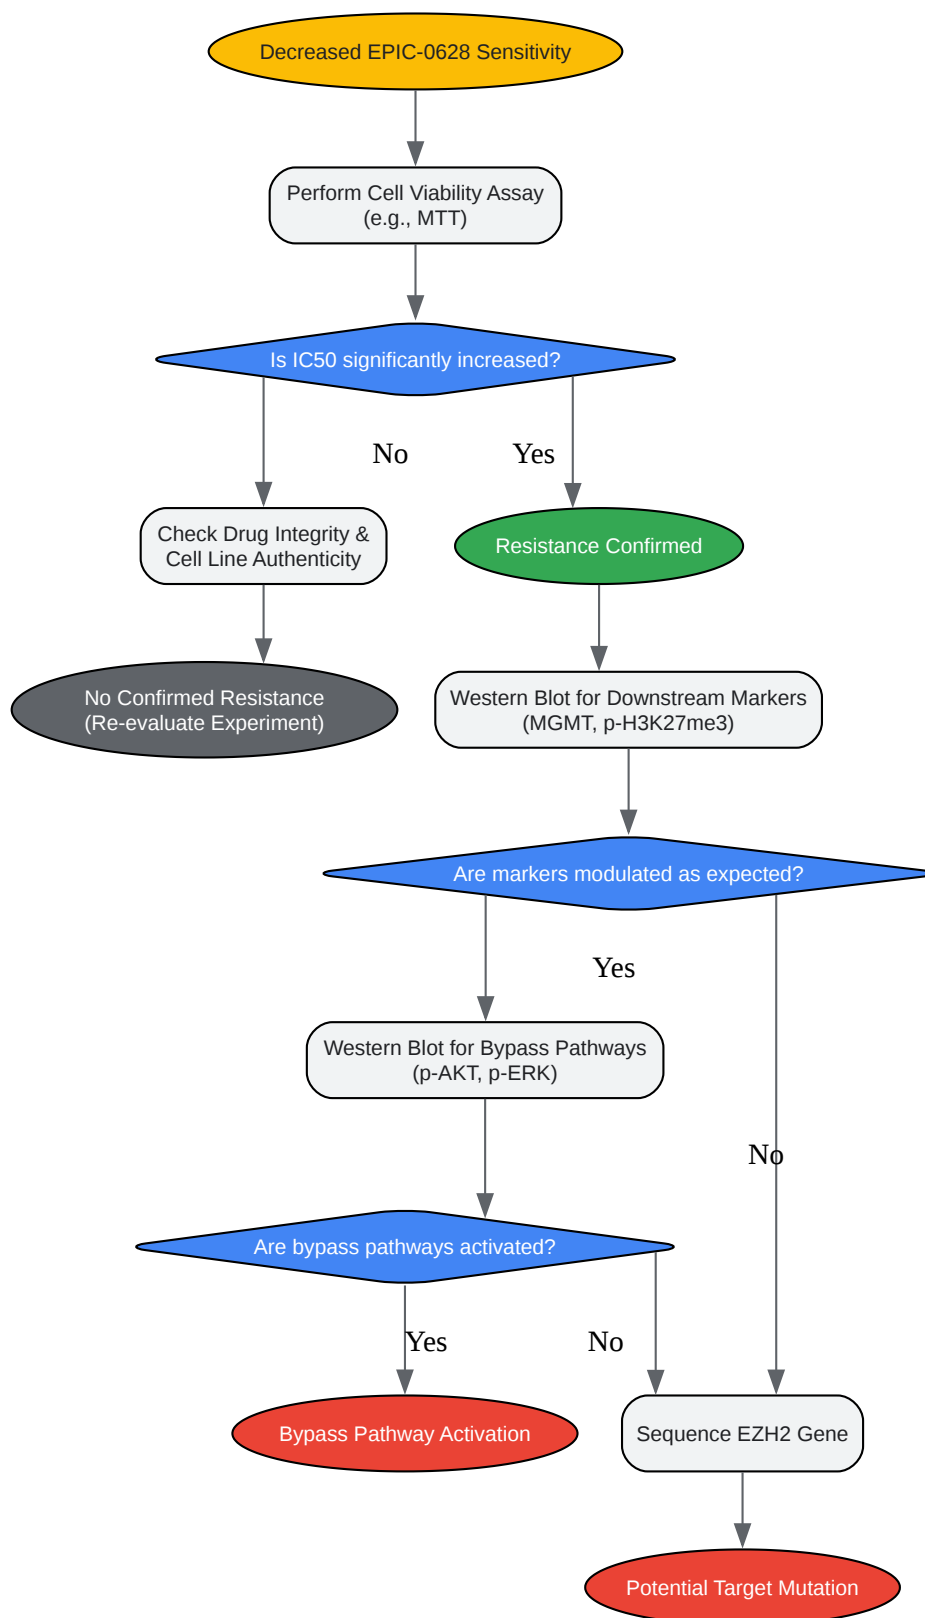 Decreased EPIC-0628 Sensitivity
Perform Cell Viability Assay
(e.g., MTT)
Is IC50 significantly increased?
No
Yes
Check Drug Integrity &
Cell Line Authenticity
Resistance Confirmed
No Confirmed Resistance
(Re-evaluate Experiment)
Western Blot for Downstream Markers
(MGMT, p-H3K27me3)
Are markers modulated as expected?
Yes
Western Blot for Bypass Pathways
(p-AKT, p-ERK)
No
Are bypass pathways activated?
Yes
No
Bypass Pathway Activation
Sequence EZH2 Gene
Potential Target Mutation